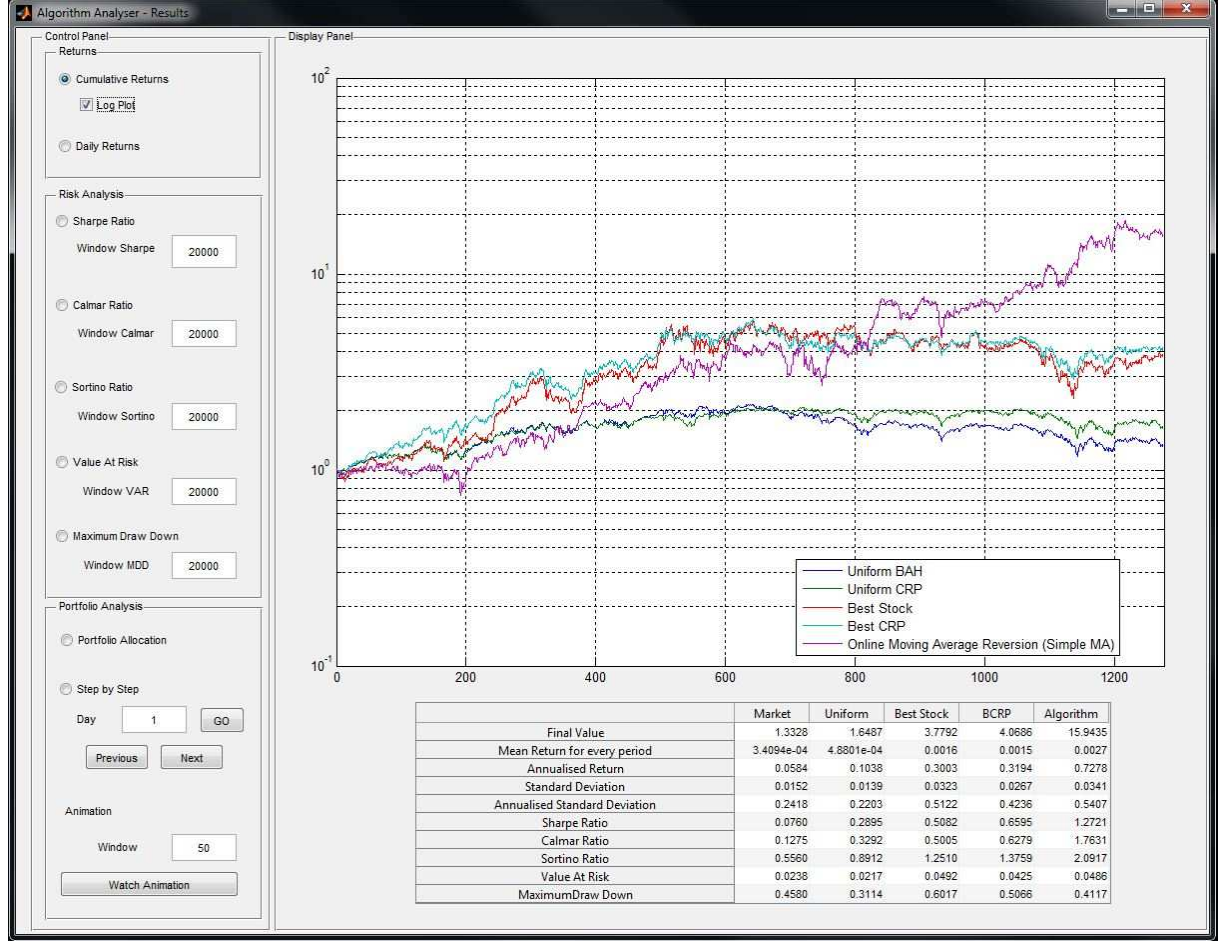 Algorithm Analyser - Results
Control Panel
Returns
Cumulative Returns
Log Plot
Daily Returns
Risk Analysis
Sharpe Ratio
Window Sharpe 20000
Calmar Ratio
Window Calmar 20000
Sortino Ratio
Window Sortino 20000
Value At Risk
Window VAR 20000
Maximum Draw Down
Window MDD 20000
Portfolio Analysis
Portfolio Allocation
Step by Step
Day 1 GO
Previous Next
Animation
Window 50
Watch Animation
Display Panel
10^2
10^1
10^0
10^-1
0 200 400 600 800 1000 1200
Uniform BAH
Uniform CRP
Best Stock
Best CRP
Online Moving Average Reversion (Simple MA)
Market Uniform Best Stock BCRP Algorithm
Final Value 1.3328 1.6487 3.7792 4.0686 15.9435
Mean Return for every period 3.4094e-04 4.8801e-04 0.0016 0.0015 0.0027
Annualised Return 0.0584 0.1038 0.3003 0.3194 0.7278
Standard Deviation 0.0152 0.0139 0.0323 0.0267 0.0341
Annualised Standard Deviation 0.2418 0.2203 0.5122 0.4236 0.5407
Sharpe Ratio 0.0760 0.2895 0.5082 0.6595 1.2721
Calmar Ratio 0.1275 0.3292 0.5005 0.6279 1.7631
Sortino Ratio 0.5560 0.8912 1.2510 1.3759 2.0917
Value At Risk 0.0238 0.0217 0.0492 0.0425 0.0486
MaximumDraw Down 0.4580 0.3114 0.6017 0.5066 0.4117